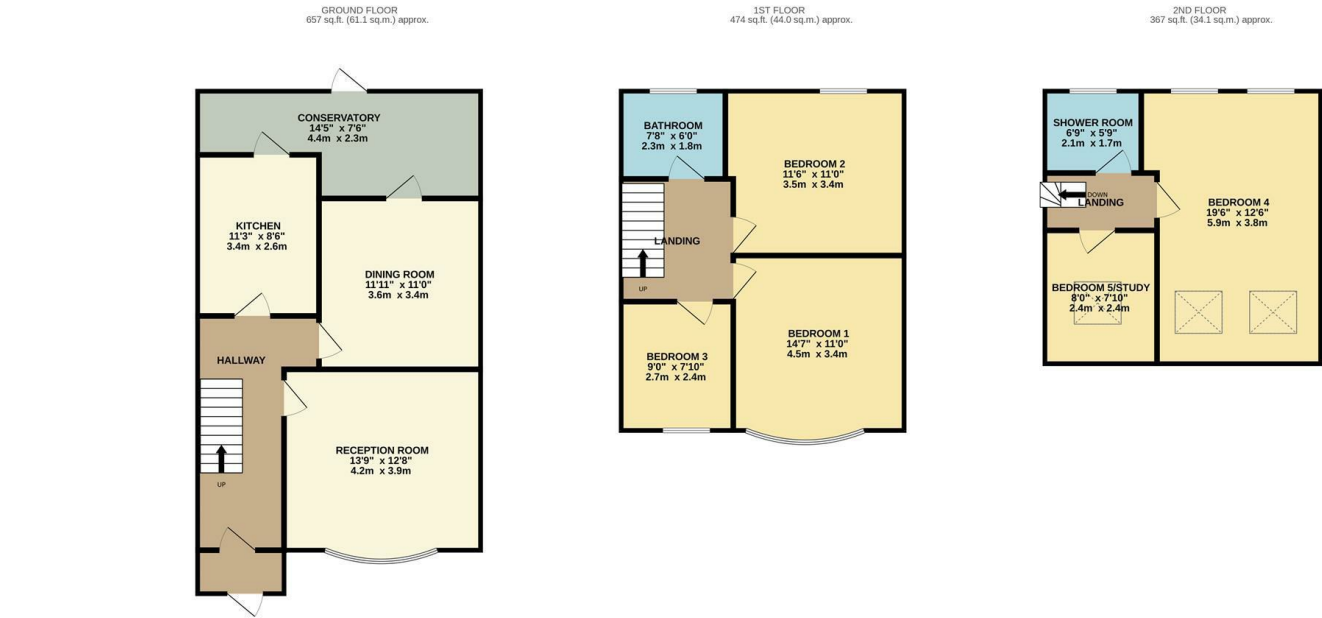 GROUND FLOOR
657 sq.ft. (61.1 sq.m.) approx.
CONSERVATORY
14'5" x 7'6"
4.4m x 2.3m
KITCHEN
11'3" x 8'6"
3.4m x 2.6m
DINING ROOM
11'11" x 11'0"
3.6m x 3.4m
HALLWAY
UP
RECEPTION ROOM
13'9" x 12'8"
4.2m x 3.9m
1ST FLOOR
474 sq.ft. (44.0 sq.m.) approx.
BATHROOM
7'8" x 6'0"
2.3m x 1.8m
BEDROOM 2
11'6" x 11'0"
3.5m x 3.4m
LANDING
UP
BEDROOM 1
14'7" x 11'0"
4.5m x 3.4m
BEDROOM 3
9'0" x 7'10"
2.7m x 2.4m
2ND FLOOR
367 sq.ft. (34.1 sq.m.) approx.
SHOWER ROOM
6'9" x 5'9"
2.1m x 1.7m
DOWN
LANDING
BEDROOM 4
19'6" x 12'6"
5.9m x 3.8m
BEDROOM 5/STUDY
8'0" x 7'10"
2.4m x 2.4m